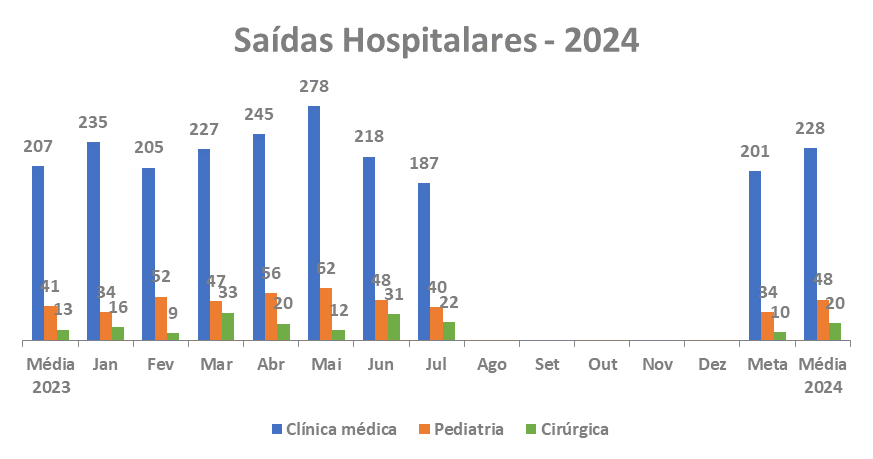 Saídas Hospitalares - 2024
207 235 205 227 245 278 218 187 201 228
41 34 52 47 56 62 48 40 34 48
13 16 9 33 20 12 31 22 10 20
Média Jan Fev Mar Abr Mai Jun Jul Ago Set Out Nov Dez Meta Média
2023 2024
Clínica médica Pediatria Cirúrgica